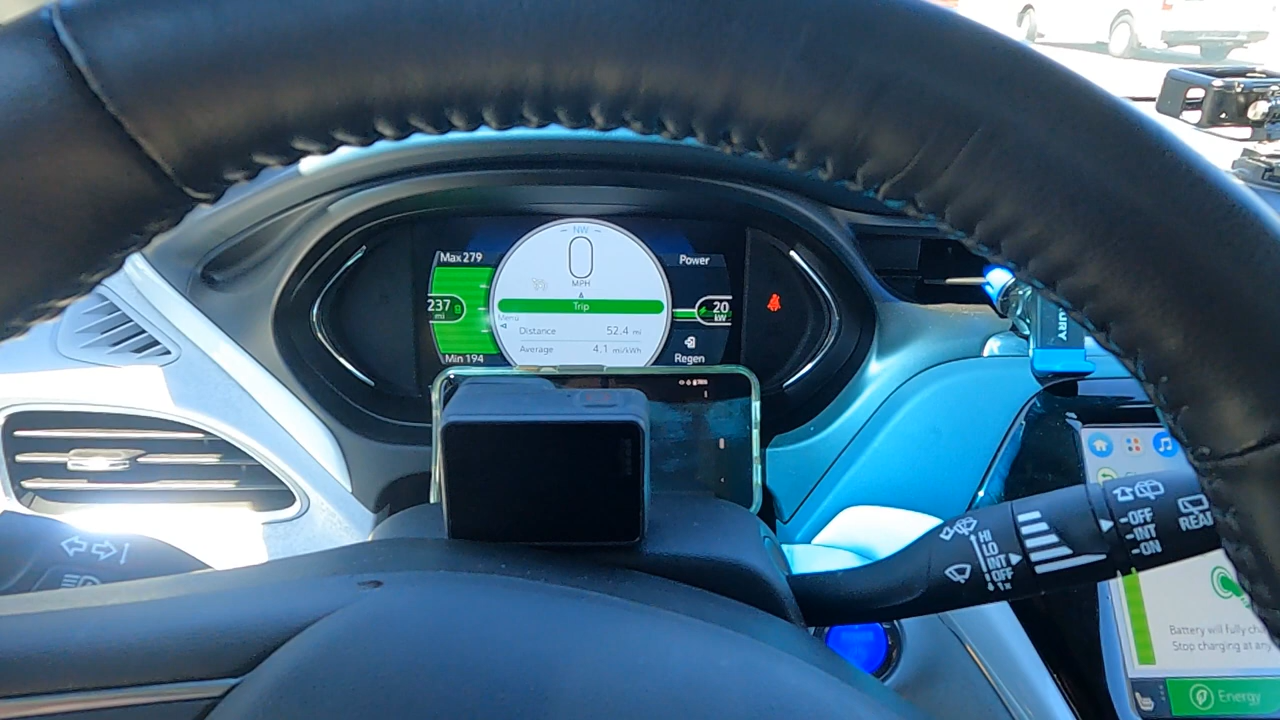 NW
0
MPH
Max 279
Power
237
mi
Trip
20
kW
Menu
Distance 52.4 mi
Average 4.1 mi/kWh
Min 194
Regen
HI
LO
INT
OFF
1x
OFF
INT
ON
REAR
Battery will fully cha
Stop charging at any
Energy